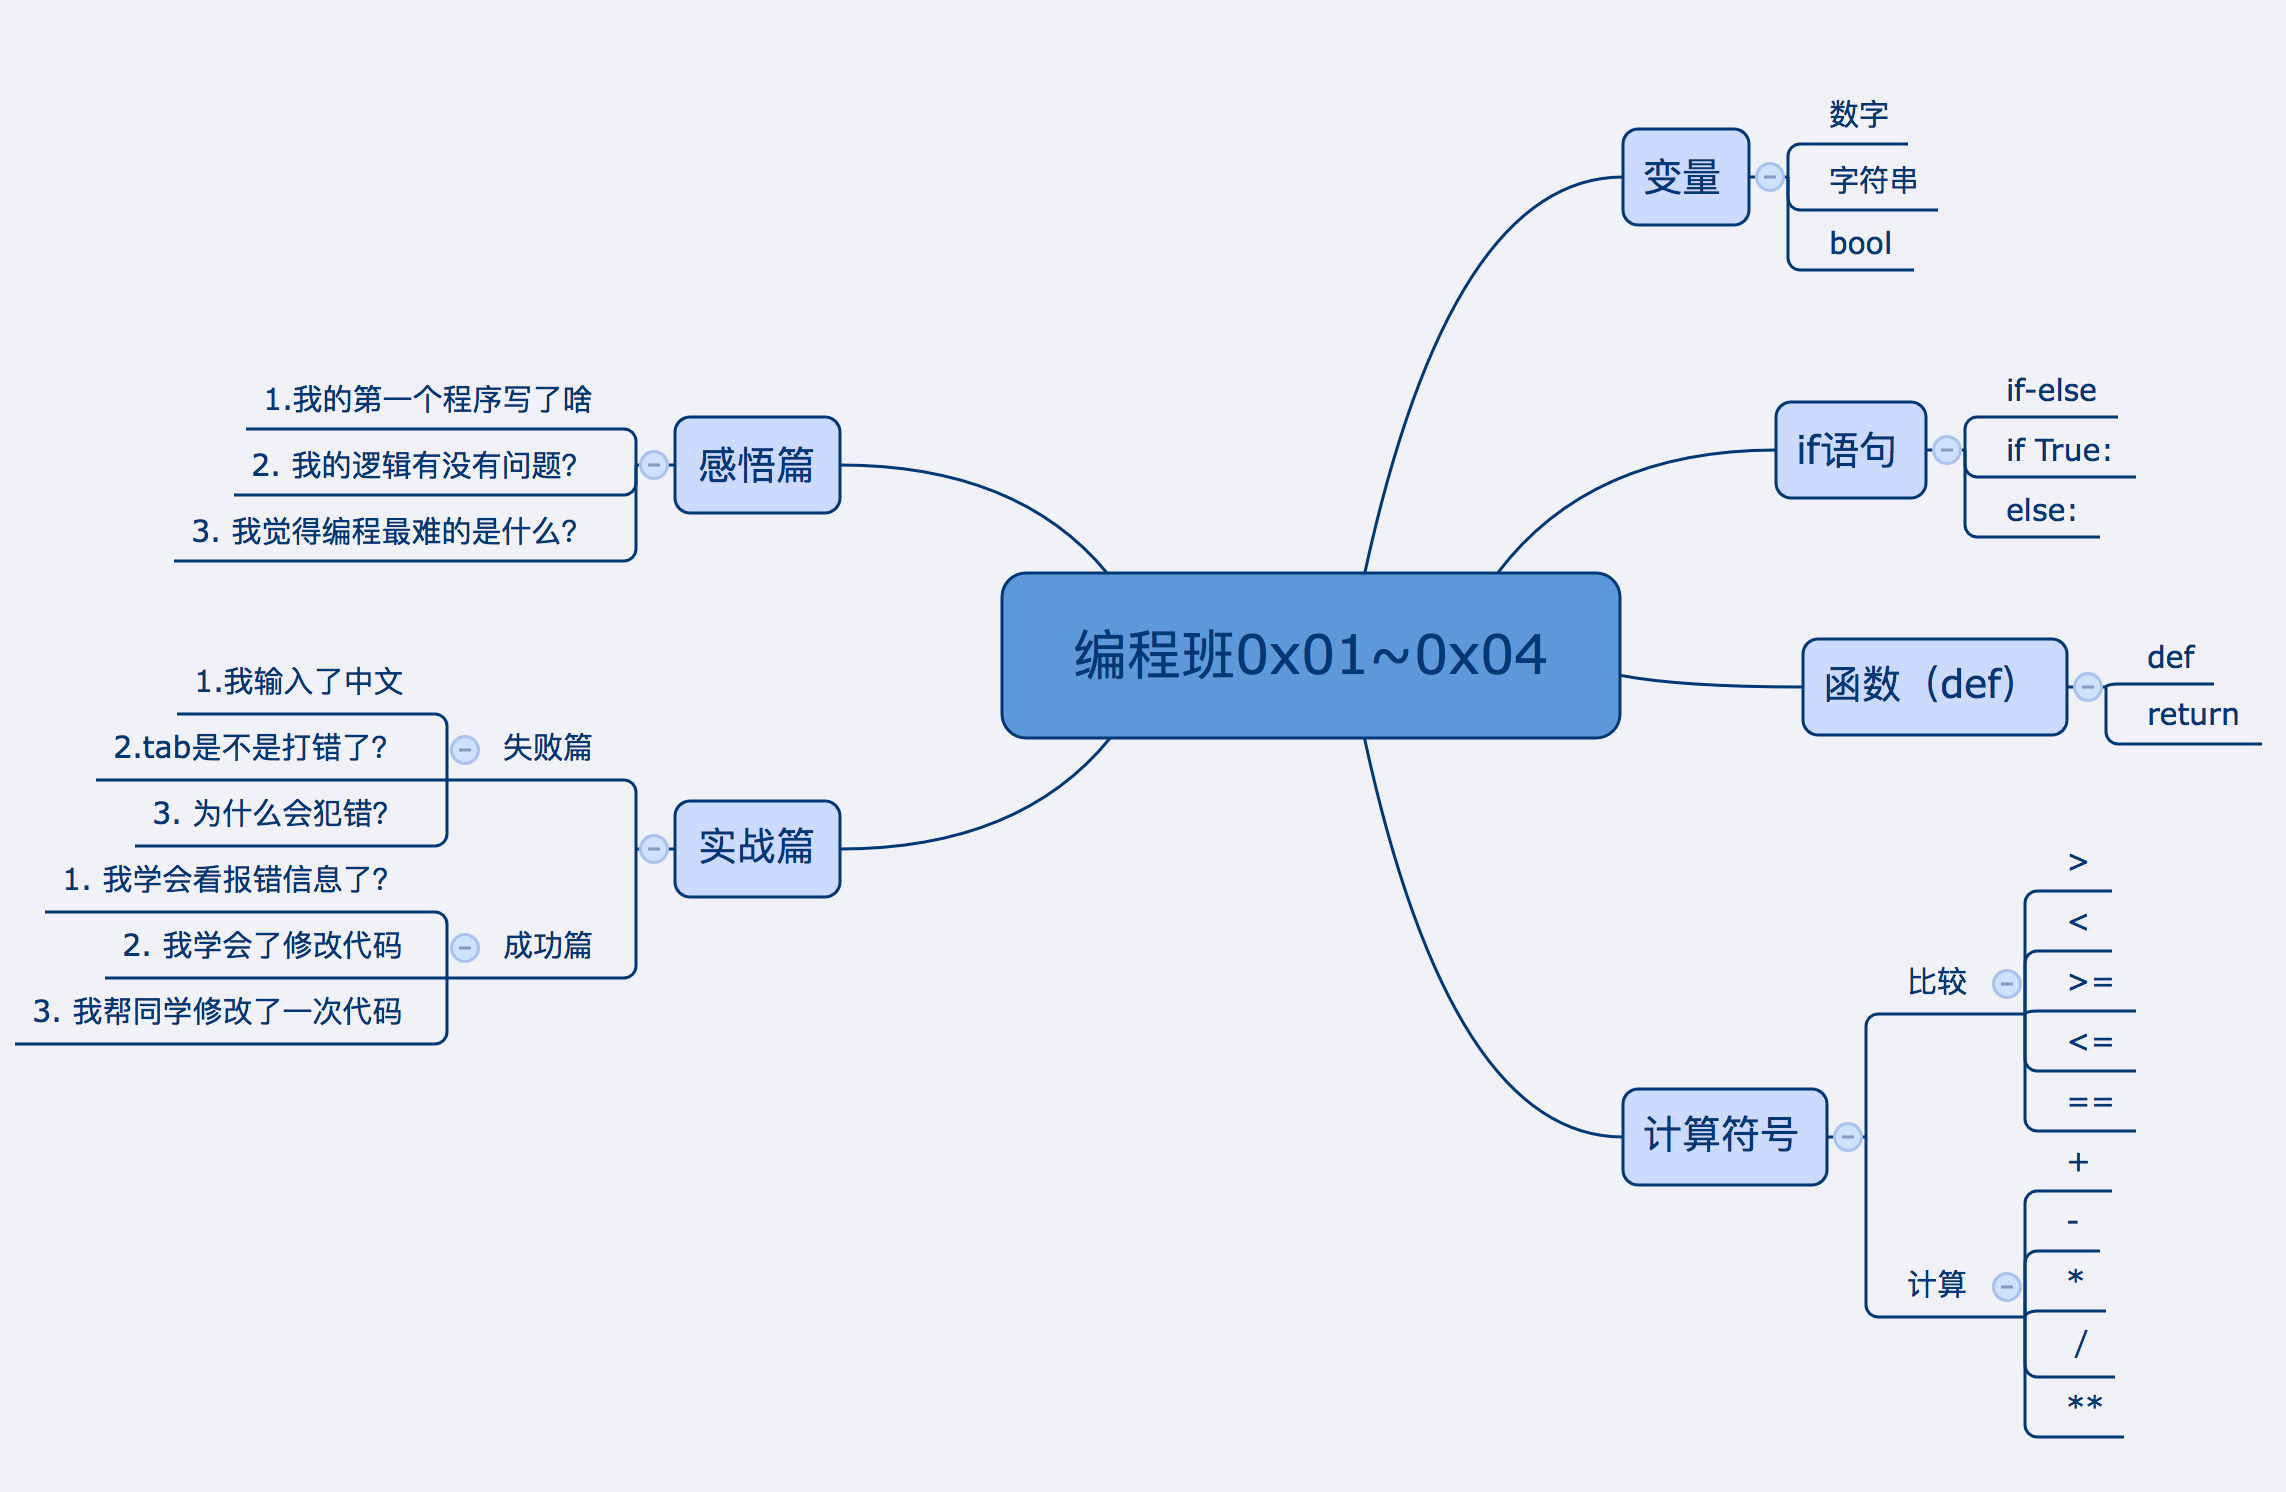 编程班0x01~0x04
变量
数字
字符串
bool
if语句
if-else
if True:
else:
函数（def）
def
return
计算符号
比较
>
<
>=
<=
==
计算
+
-
*
/
**
感悟篇
1.我的第一个程序写了啥
2. 我的逻辑有没有问题？
3. 我觉得编程最难的是什么？
实战篇
失败篇
1.我输入了中文
2.tab是不是打错了？
3. 为什么会犯错？
成功篇
1. 我学会看报错信息了？
2. 我学会了修改代码
3. 我帮同学修改了一次代码